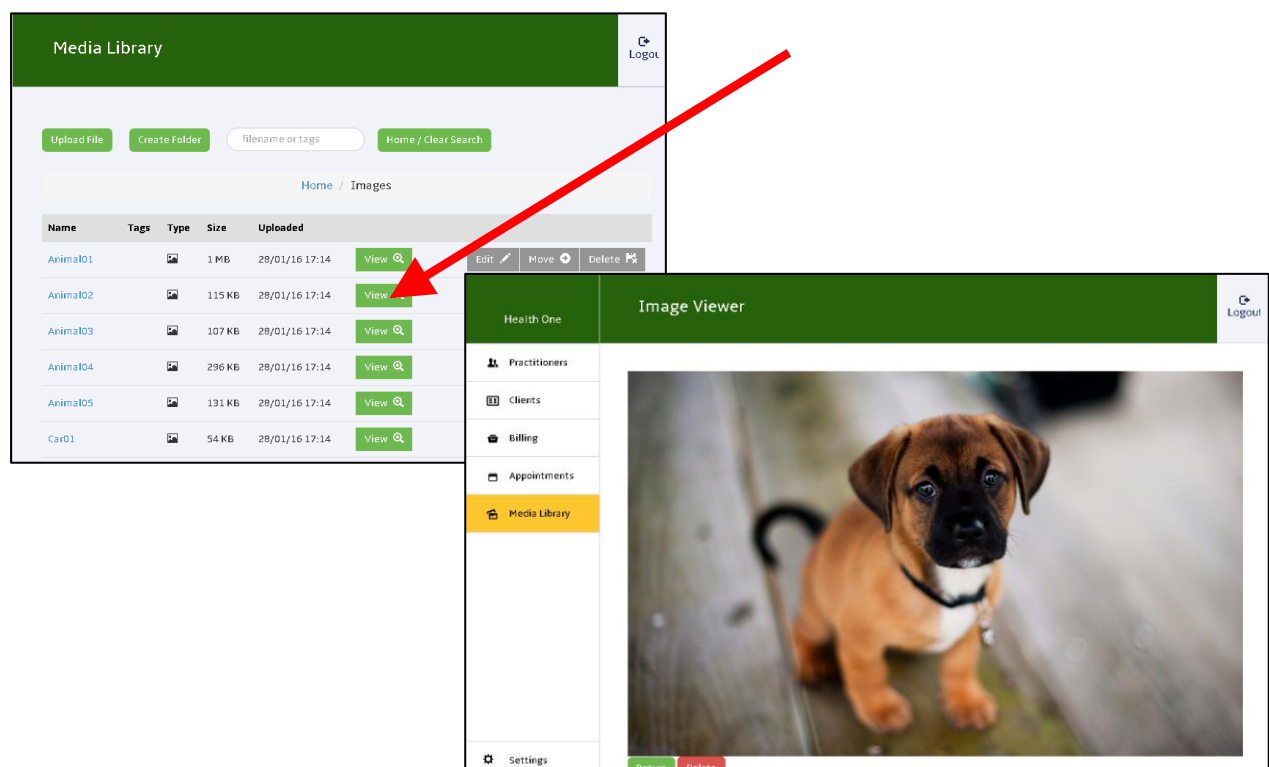 Media Library
Logou
Upload File Create Folder filename or tags Home / Clear Search
Home / Images
Name Tags Type Size Uploaded
Animal01 1 MB 28/01/16 17:14 View Edit Move Delete
Animal02 115 KB 28/01/16 17:14 View
Animal03 107 KB 28/01/16 17:14 View
Animal04 296 KB 28/01/16 17:14 View
Animal05 131 KB 28/01/16 17:14 View
Car01 54 KB 28/01/16 17:14 View
Health One
Image Viewer
Logout
Practitioners
Clients
Billing
Appointments
Media Library
Settings
Return Delete